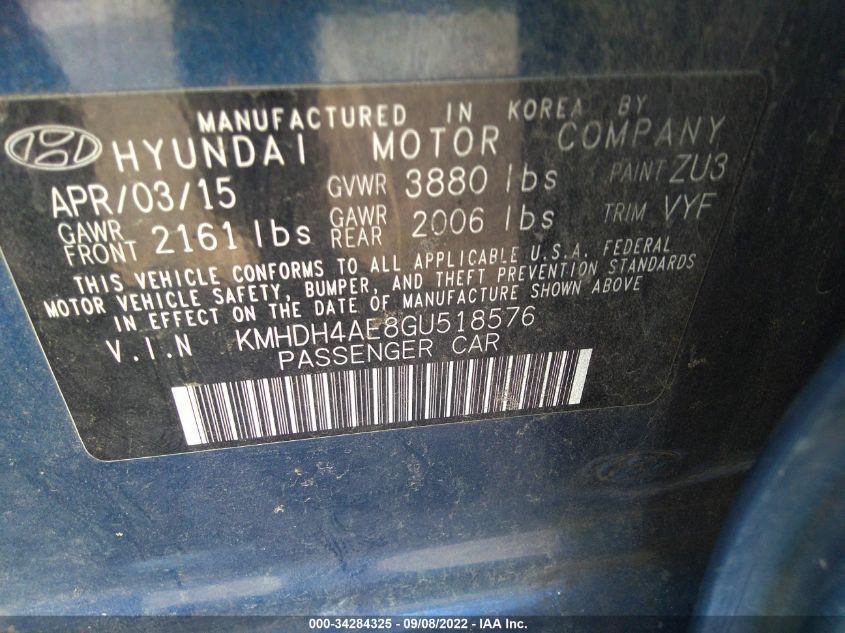 MANUFACTURED IN KOREA BY
HYUNDAI MOTOR COMPANY
APR/03/15 GVWR 3880 lbs PAINT ZU3
GAWR FRONT 2161 lbs GAWR REAR 2006 lbs TRIM VYF
THIS VEHICLE CONFORMS TO ALL APPLICABLE U.S.A. FEDERAL
MOTOR VEHICLE SAFETY, BUMPER, AND THEFT PREVENTION STANDARDS
IN EFFECT ON THE DATE OF MANUFACTURE SHOWN ABOVE
V.I.N KMHDH4AE8GU518576
PASSENGER CAR
000-34284325 - 09/08/2022 - IAA Inc.